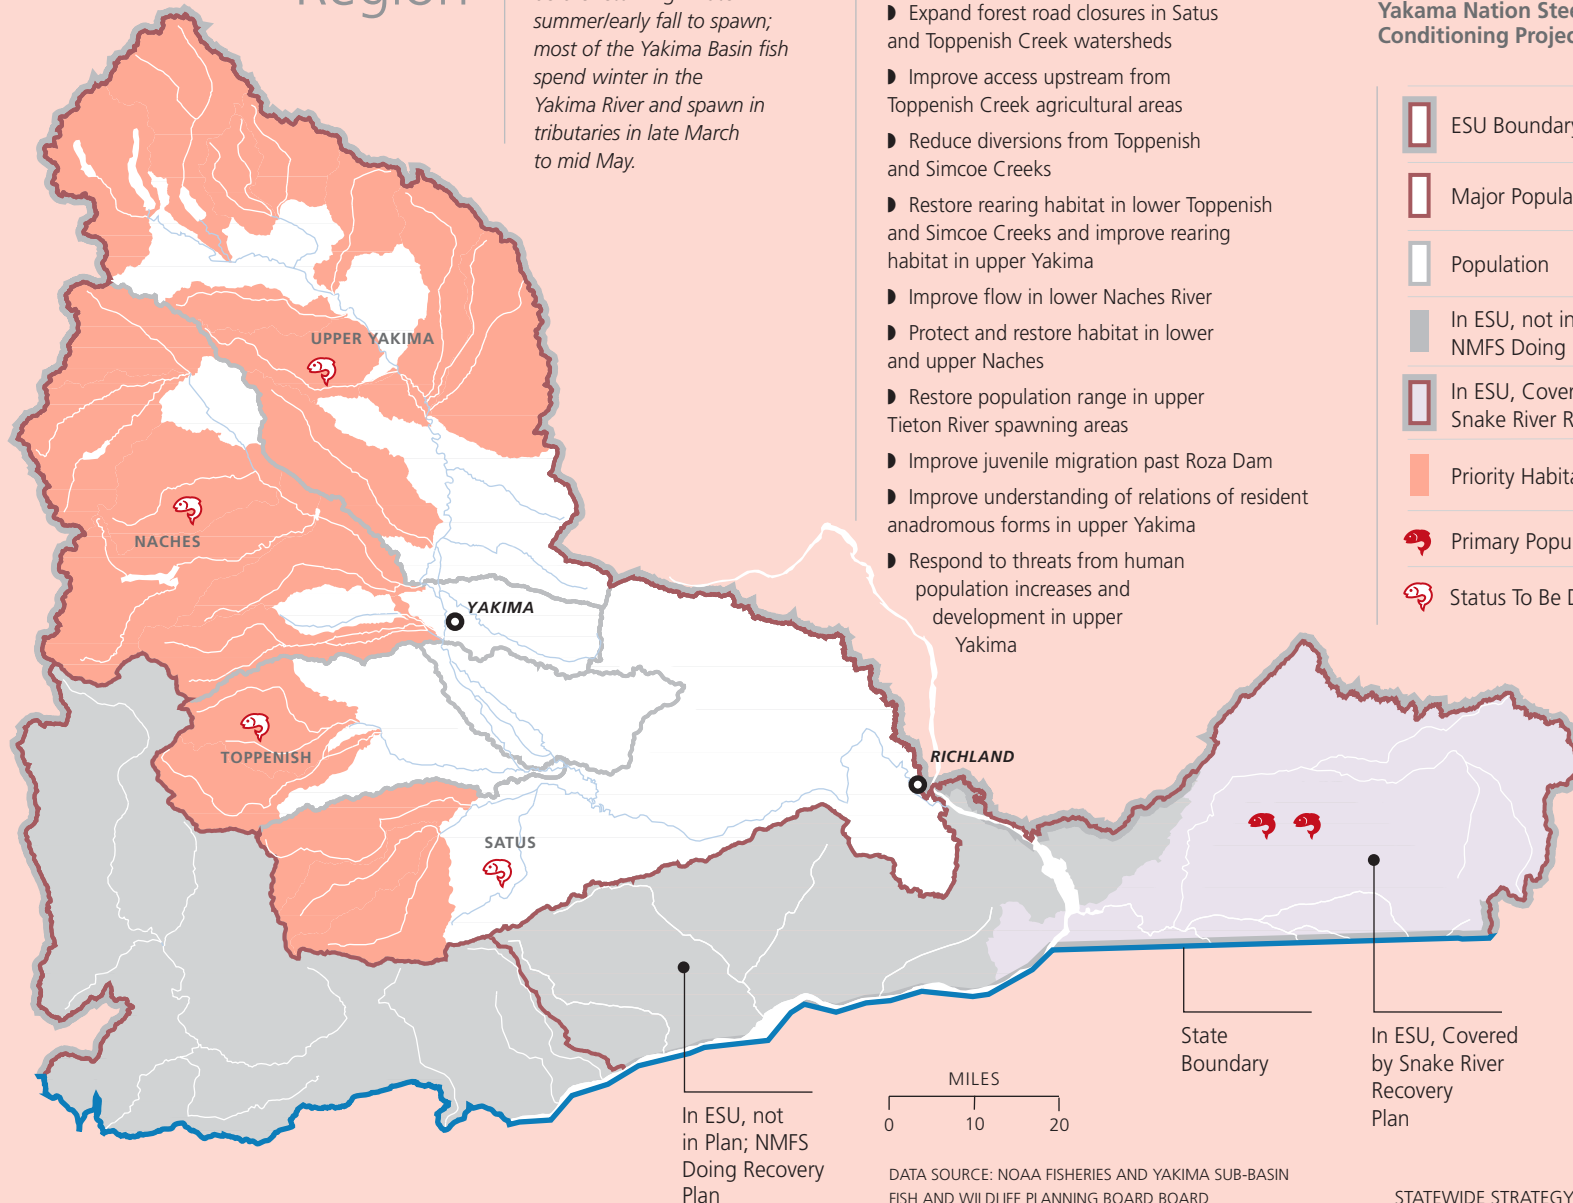 Region
summer/early fall to spawn;
most of the Yakima Basin fish
spend winter in the
Yakima River and spawn in
tributaries in late March
to mid May.
◗ Expand forest road closures in Satus
and Toppenish Creek watersheds
◗ Improve access upstream from
Toppenish Creek agricultural areas
◗ Reduce diversions from Toppenish
and Simcoe Creeks
◗ Restore rearing habitat in lower Toppenish
and Simcoe Creeks and improve rearing
habitat in upper Yakima
◗ Improve flow in lower Naches River
◗ Protect and restore habitat in lower
and upper Naches
◗ Restore population range in upper
Tieton River spawning areas
◗ Improve juvenile migration past Roza Dam
◗ Improve understanding of relations of resident
anadromous forms in upper Yakima
◗ Respond to threats from human
population increases and
development in upper
Yakima
Yakama Nation
Conditioning
ESU Boundary
Major
Population
In ESU, not in
NMFS Doing
In ESU,
Snake River
Priority
Primary
Status To Be
UPPER YAKIMA
NACHES
YAKIMA
TOPPENISH
RICHLAND
SATUS
State
Boundary
In ESU, Covered
by Snake River
Recovery
Plan
In ESU, not
in Plan; NMFS
Doing Recovery
Plan
MILES
0 10 20
DATA SOURCE: NOAA FISHERIES AND YAKIMA SUB-BASIN
FISH AND WILDLIFE PLANNING BOARD BOARD
STATEWIDE STRATEGY